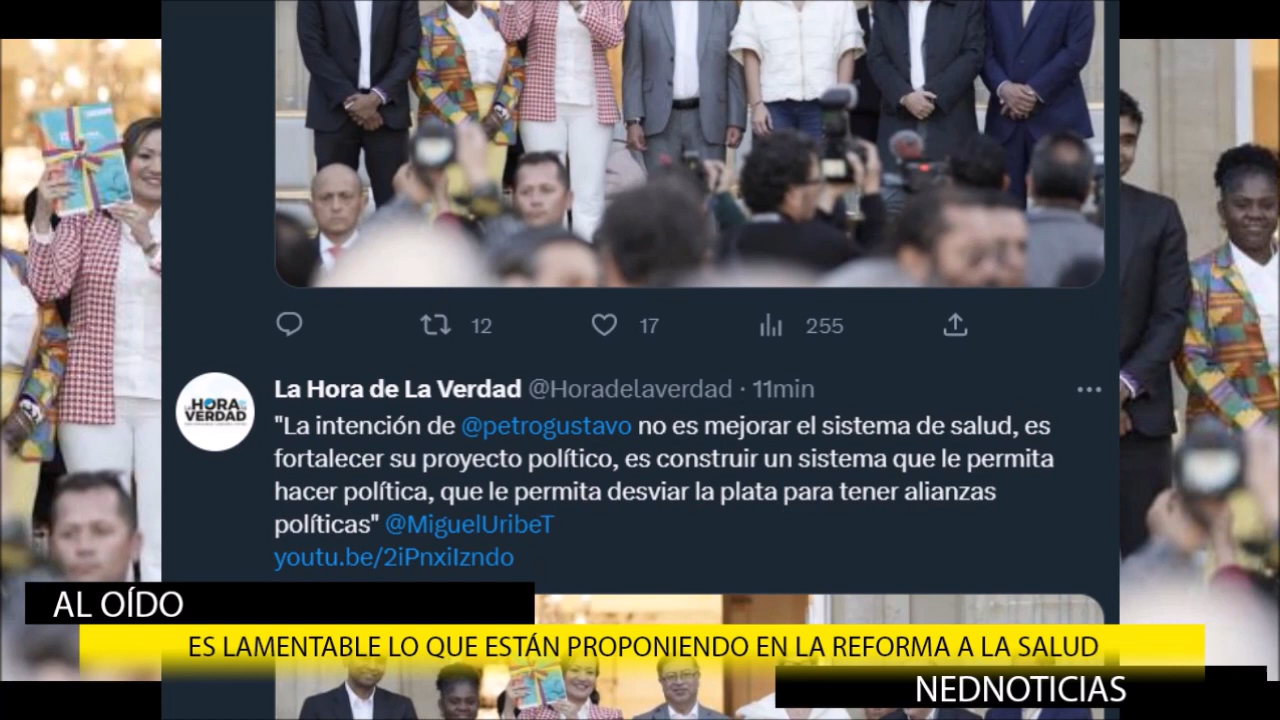 12 17 255
La Hora de La Verdad @Horadelaverdad · 11min
HORA
VERDAD
"La intención de @petrogustavo no es mejorar el sistema de salud, es
fortalecer su proyecto político, es construir un sistema que le permita
hacer política, que le permita desviar la plata para tener alianzas
políticas" @MiguelUribeT
youtu.be/2iPnxiIzndo
AL OÍDO
ES LAMENTABLE LO QUE ESTÁN PROPONIENDO EN LA REFORMA A LA SALUD
NEDNOTICIAS